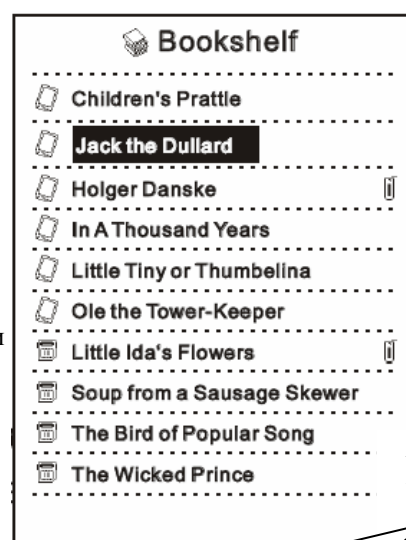 Bookshelf
Children's Prattle
Jack the Dullard
Holger Danske
In A Thousand Years
Little Tiny or Thumbelina
Ole the Tower-Keeper
Little Ida's Flowers
Soup from a Sausage Skewer
The Bird of Popular Song
The Wicked Prince